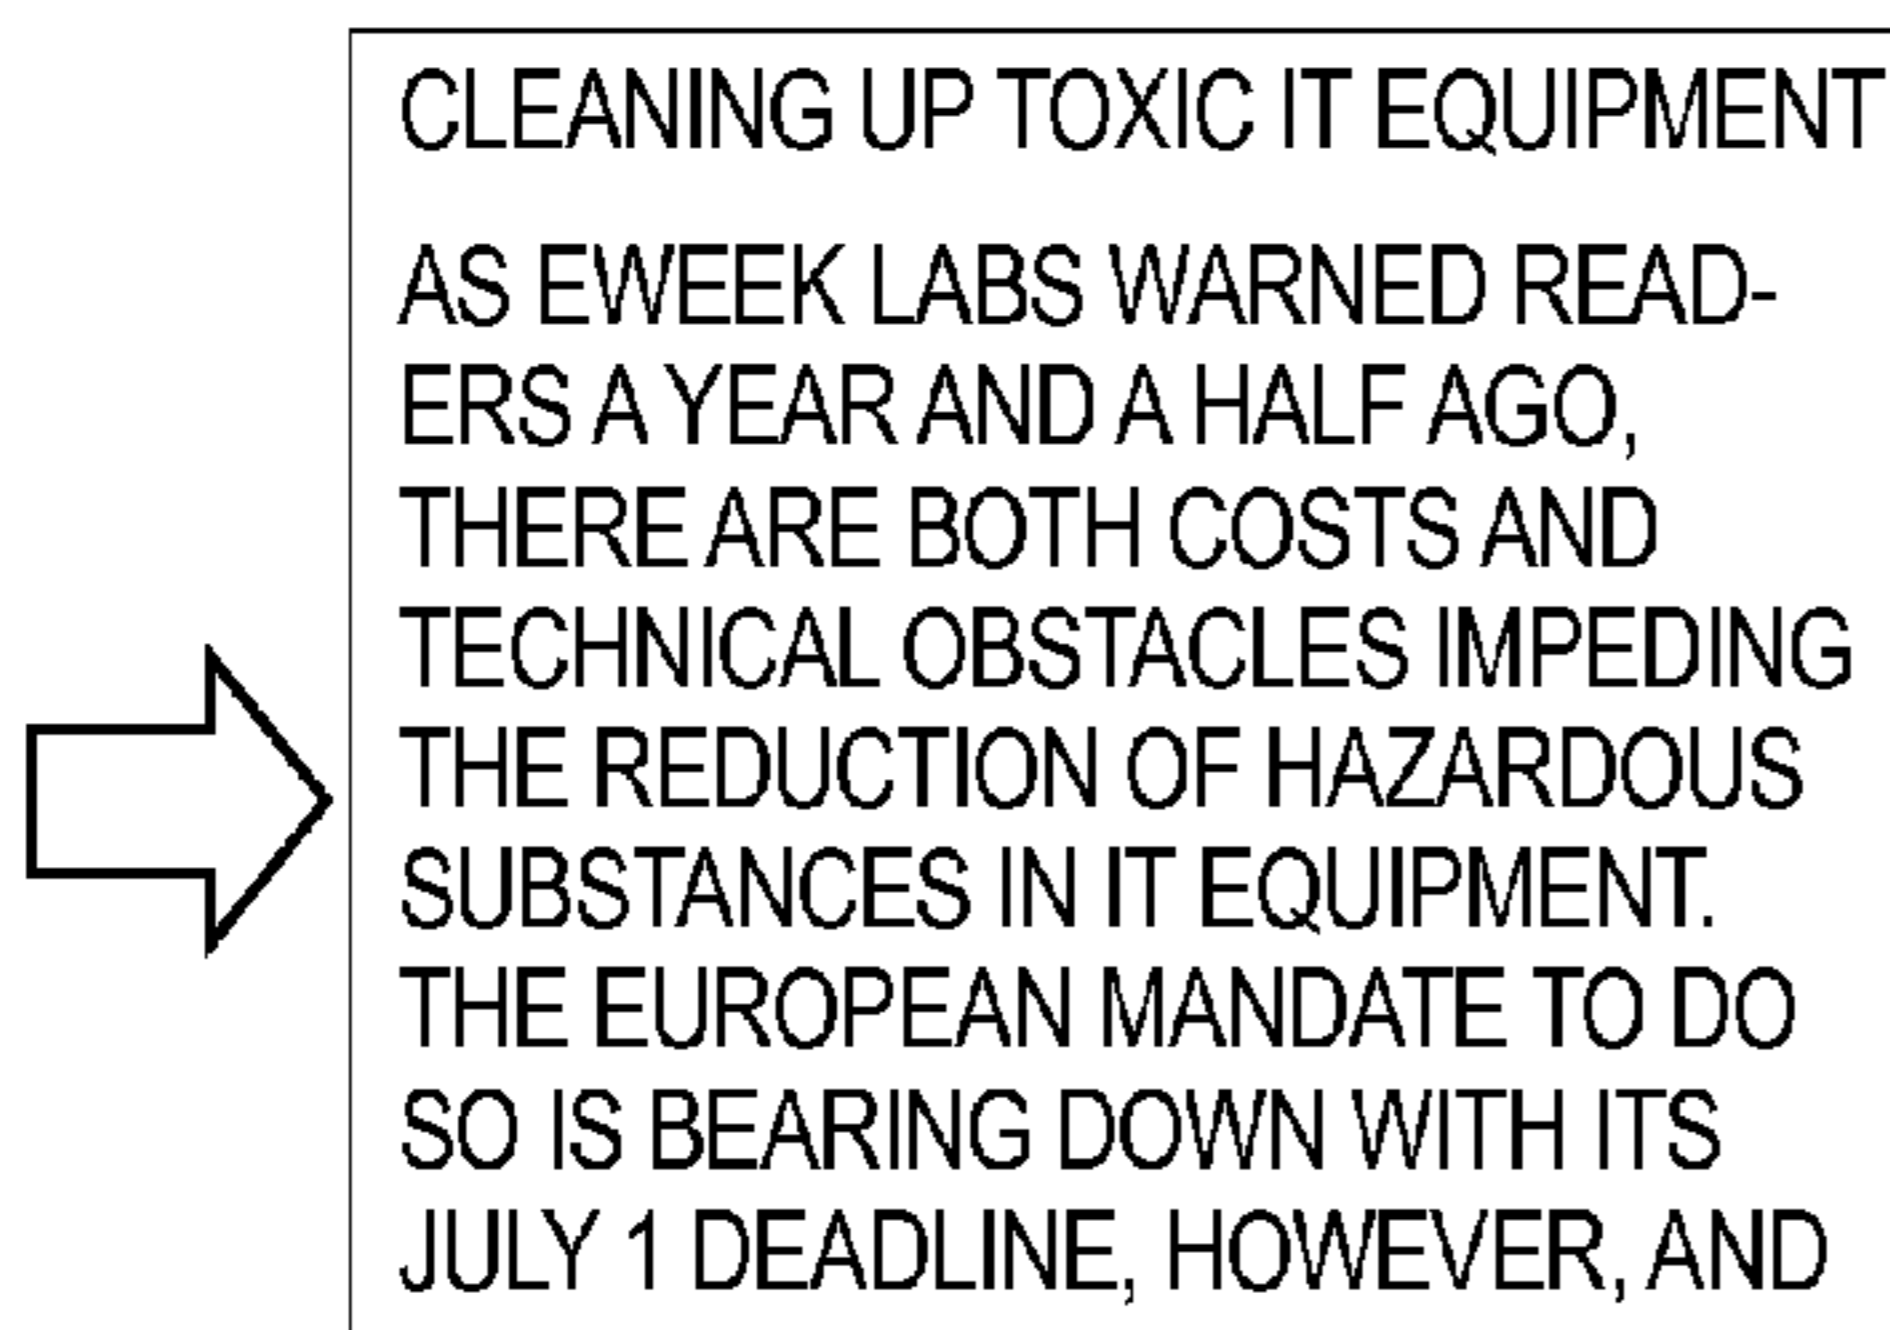 CLEANING UP TOXIC IT EQUIPMENT
AS EWEEK LABS WARNED READ-
ERS A YEAR AND A HALF AGO,
THERE ARE BOTH COSTS AND
TECHNICAL OBSTACLES IMPEDING
THE REDUCTION OF HAZARDOUS
SUBSTANCES IN IT EQUIPMENT.
THE EUROPEAN MANDATE TO DO
SO IS BEARING DOWN WITH ITS
JULY 1 DEADLINE, HOWEVER, AND